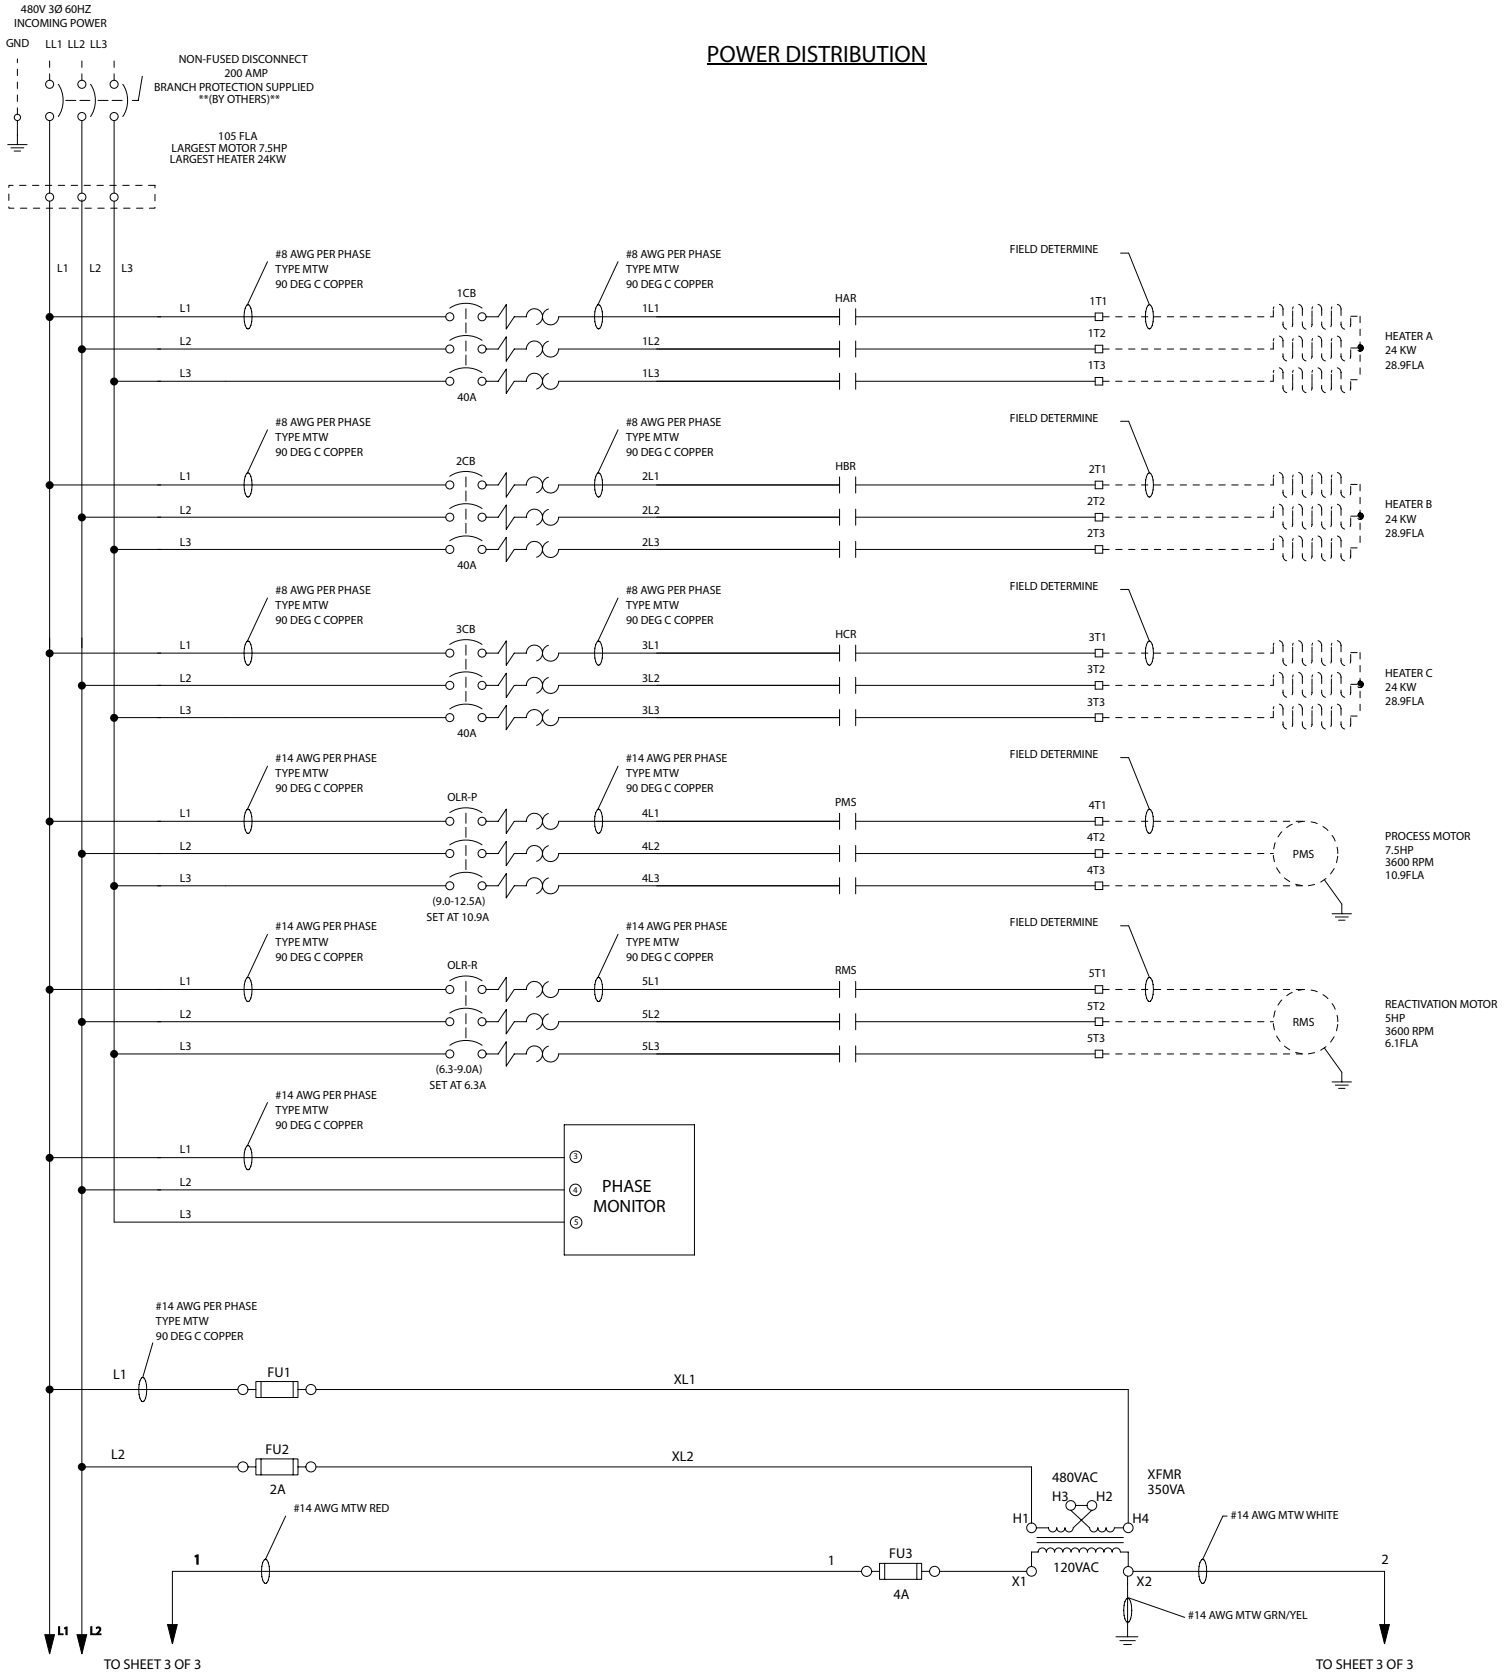 480V 3Ø 60HZ
INCOMING POWER
GND LL1 LL2 LL3
NON-FUSED DISCONNECT
200 AMP
BRANCH PROTECTION SUPPLIED
**(BY OTHERS)**
POWER DISTRIBUTION
105 FLA
LARGEST MOTOR 7.5HP
LARGEST HEATER 24KW
L1 L2 L3
#8 AWG PER PHASE
TYPE MTW
90 DEG C COPPER
#8 AWG PER PHASE
TYPE MTW
90 DEG C COPPER
FIELD DETERMINE
L1 1CB 1L1 HAR 1T1
L2 1L2 1T2
L3 1L3 1T3
40A
HEATER A
24 KW
28.9FLA
#8 AWG PER PHASE
TYPE MTW
90 DEG C COPPER
#8 AWG PER PHASE
TYPE MTW
90 DEG C COPPER
FIELD DETERMINE
L1 2CB 2L1 HBR 2T1
L2 2L2 2T2
L3 2L3 2T3
40A
HEATER B
24 KW
28.9FLA
#8 AWG PER PHASE
TYPE MTW
90 DEG C COPPER
#8 AWG PER PHASE
TYPE MTW
90 DEG C COPPER
FIELD DETERMINE
L1 3CB 3L1 HCR 3T1
L2 3L2 3T2
L3 3L3 3T3
40A
HEATER C
24 KW
28.9FLA
#14 AWG PER PHASE
TYPE MTW
90 DEG C COPPER
#14 AWG PER PHASE
TYPE MTW
90 DEG C COPPER
FIELD DETERMINE
L1 OLR-P 4L1 PMS 4T1
L2 4L2 4T2
L3 4L3 4T3
(9.0-12.5A)
SET AT 10.9A
PMS
PROCESS MOTOR
7.5HP
3600 RPM
10.9FLA
#14 AWG PER PHASE
TYPE MTW
90 DEG C COPPER
#14 AWG PER PHASE
TYPE MTW
90 DEG C COPPER
FIELD DETERMINE
L1 OLR-R 5L1 RMS 5T1
L2 5L2 5T2
L3 5L3 5T3
(6.3-9.0A)
SET AT 6.3A
RMS
REACTIVATION MOTOR
5HP
3600 RPM
6.1FLA
#14 AWG PER PHASE
TYPE MTW
90 DEG C COPPER
L1 3
L2 4
L3 5
PHASE
MONITOR
#14 AWG PER PHASE
TYPE MTW
90 DEG C COPPER
L1 FU1 XL1
L2 FU2 XL2
2A
480VAC
XFMR
350VA
H3 H2
H1 H4
#14 AWG MTW RED
#14 AWG MTW WHITE
1 1 FU3 120VAC 2
4A X1 X2
#14 AWG MTW GRN/YEL
L1 L2
TO SHEET 3 OF 3
TO SHEET 3 OF 3